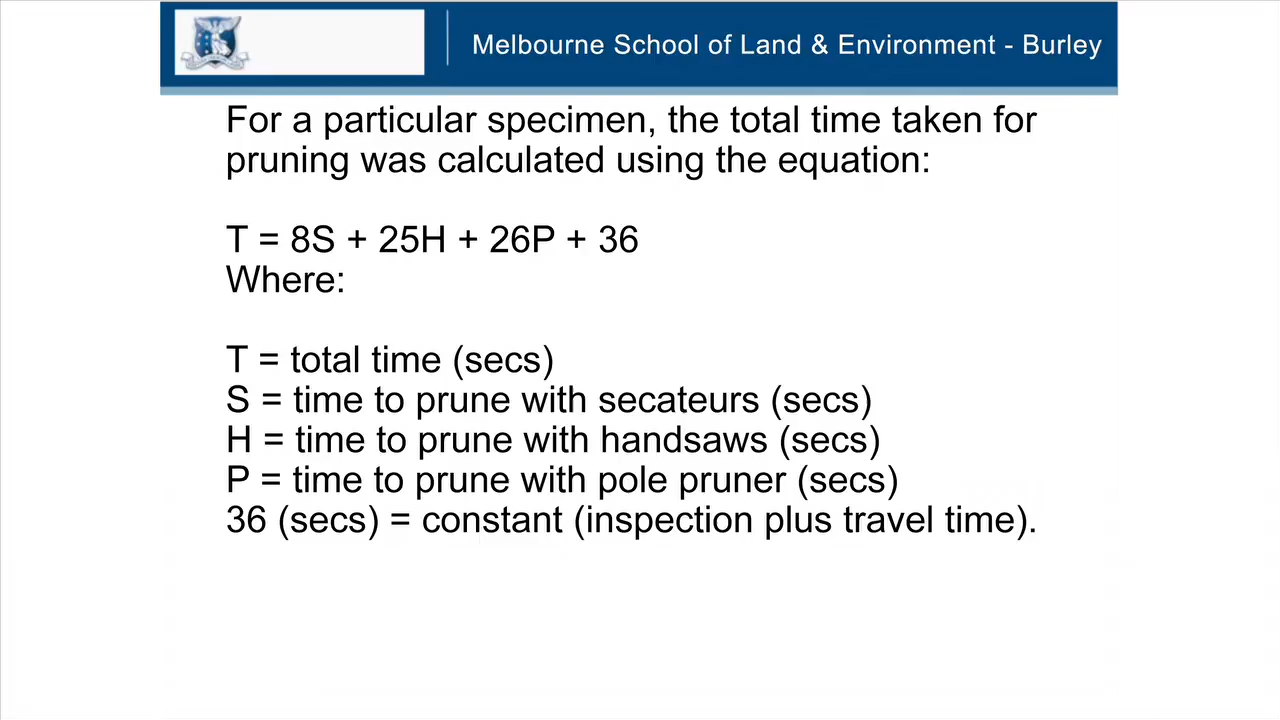 Melbourne School of Land & Environment - Burley
For a particular specimen, the total time taken for
pruning was calculated using the equation:
T = 8S + 25H + 26P + 36
Where:
T = total time (secs)
S = time to prune with secateurs (secs)
H = time to prune with handsaws (secs)
P = time to prune with pole pruner (secs)
36 (secs) = constant (inspection plus travel time).